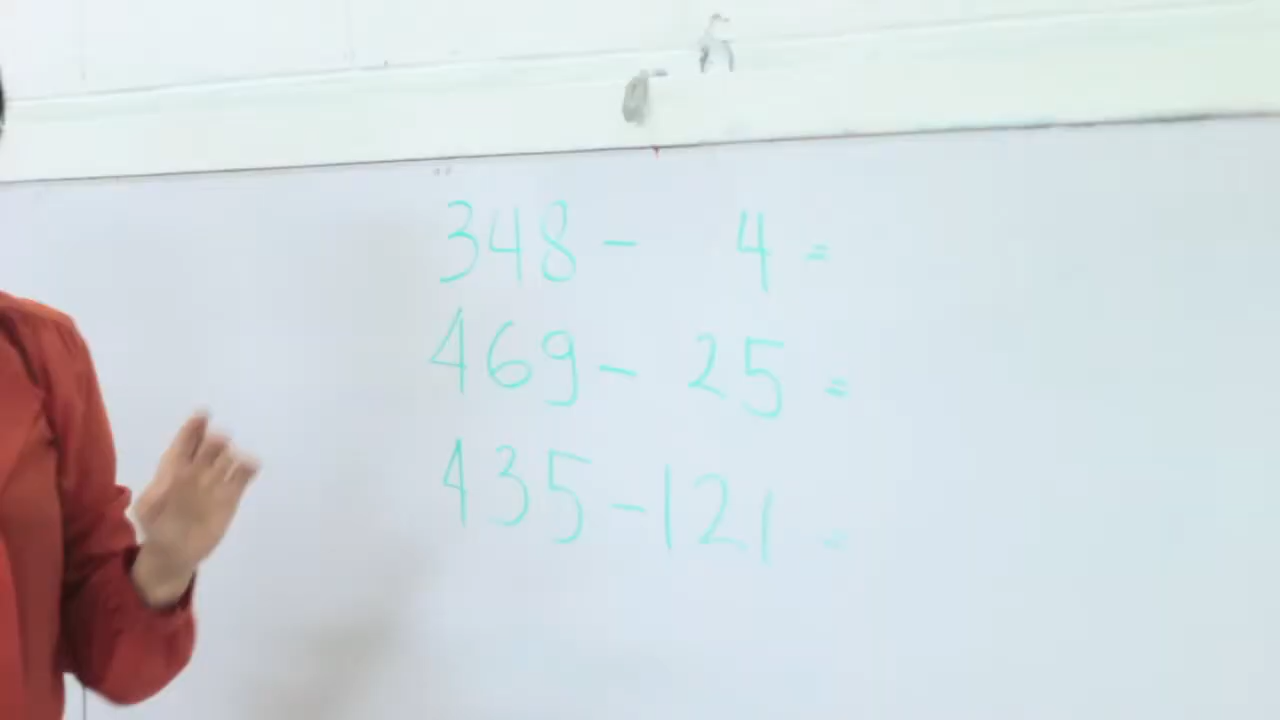 348 - 4 =
469 - 25 =
435 - 121 =